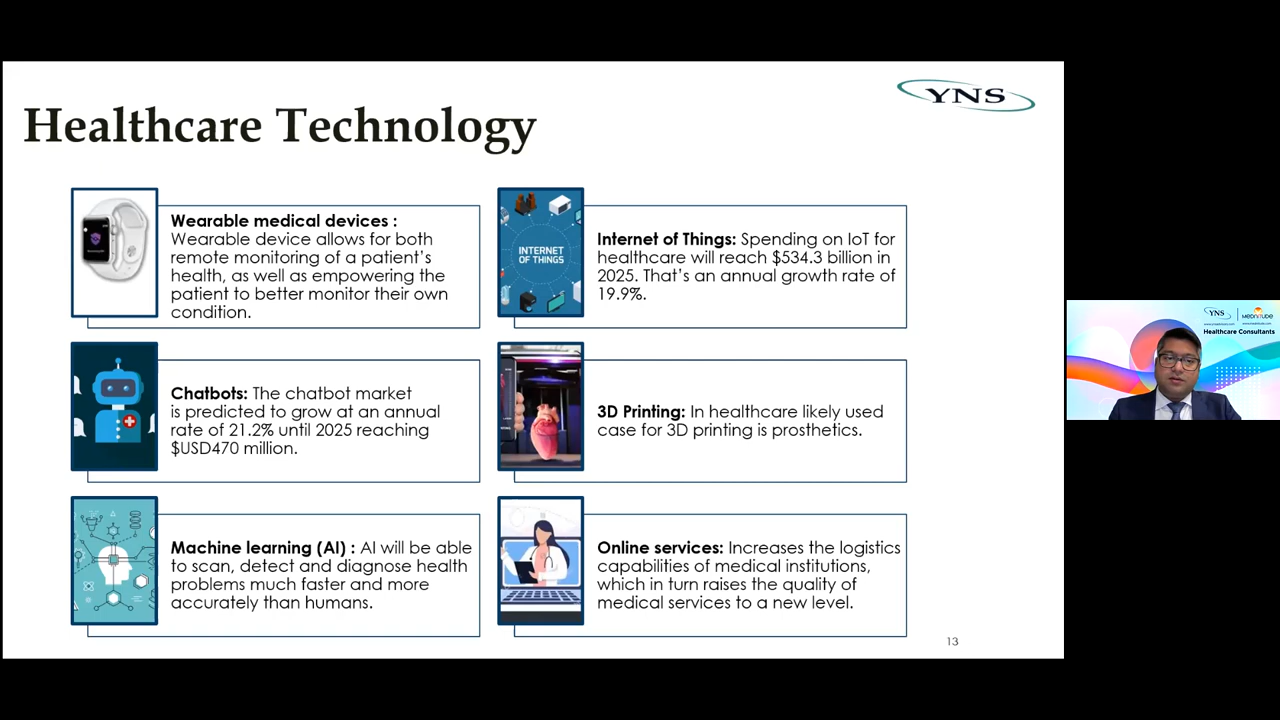 YNS
Healthcare Technology
Wearable medical devices :
Wearable device allows for both
remote monitoring of a patient's
health, as well as empowering the
patient to better monitor their own
condition.
INTERNET
OF THINGS
Internet of Things: Spending on IoT for
healthcare will reach $534.3 billion in
2025. That's an annual growth rate of
19.9%.
Chatbots: The chatbot market
is predicted to grow at an annual
rate of 21.2% until 2025 reaching
$USD470 million.
3D Printing: In healthcare likely used
case for 3D printing is prosthetics.
Machine learning (AI) : AI will be able
to scan, detect and diagnose health
problems much faster and more
accurately than humans.
Online services: Increases the logistics
capabilities of medical institutions,
which in turn raises the quality of
medical services to a new level.
13
YNS
Healthcare Consultants